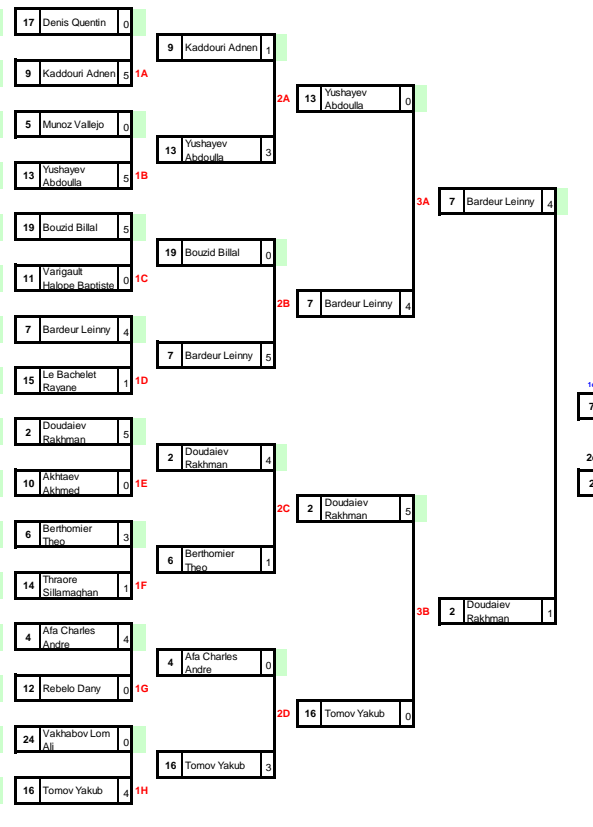 17 Denis Quentin 0
9 Kaddouri Adnen 5 1A
5 Munoz Vallejo 0
13 Yushayev
Abdoulla 5 1B
19 Bouzid Billal 5
11 Varigault
Halope Baptiste 0 1C
7 Bardeur Leinny 4
15 Le Bachelet
Rayane 1 1D
2 Doudaiev
Rakhman 5
10 Akhtaev
Akhmed 0 1E
6 Berthomier
Theo 3
14 Thraore
Sillamaghan 1 1F
4 Afa Charles
Andre 4
12 Rebelo Dany 0 1G
24 Vakhabov Lom
Ali 0
16 Tomov Yakub 4 1H
9 Kaddouri Adnen 1
2A
13 Yushayev
Abdoulla 3
19 Bouzid Billal 0
2B
7 Bardeur Leinny 5
2 Doudaiev
Rakhman 4
2C
6 Berthomier
Theo 1
4 Afa Charles
Andre 0
2D
16 Tomov Yakub 3
13 Yushayev
Abdoulla 0
3A
7 Bardeur Leinny 4
2 Doudaiev
Rakhman 5
3B
16 Tomov Yakub 0
7 Bardeur Leinny 4
2 Doudaiev
Rakhman 1
7
2